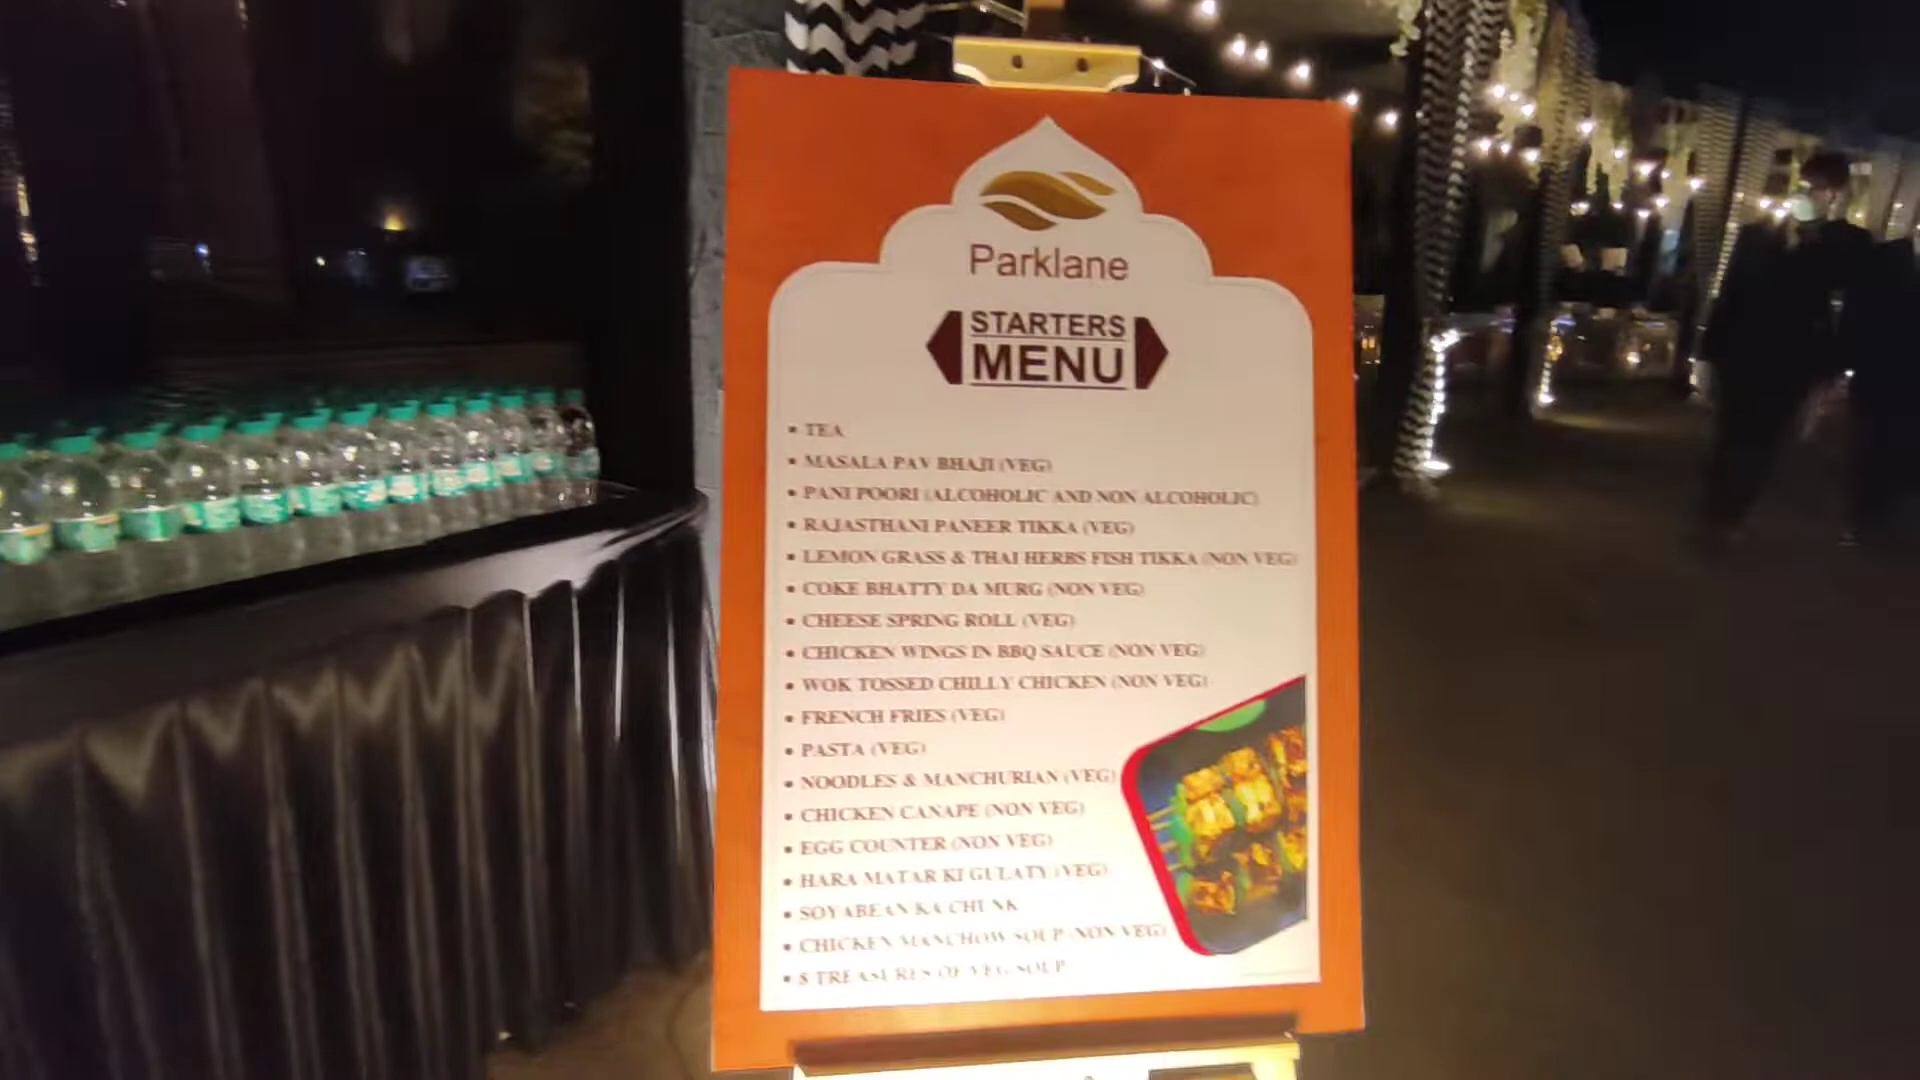 Parklane
STARTERS
MENU
• TEA
• MASALA PAV BHAJI (VEG)
• PANI POORI (ALCOHOLIC AND NON ALCOHOLIC)
• RAJASTHANI PANEER TIKKA (VEG)
• LEMON GRASS & THAI HERBS FISH TIKKA (NON VEG)
• COKE BHATTY DA MURG (NON VEG)
• CHEESE SPRING ROLL (VEG)
• CHICKEN WINGS IN BBQ SAUCE (NON VEG)
• WOK TOSSED CHILLY CHICKEN (NON VEG)
• FRENCH FRIES (VEG)
• PASTA (VEG)
• NOODLES & MANCHURIAN (VEG)
• CHICKEN CANAPE (NON VEG)
• EGG COUNTER (NON VEG)
• HARA MATAR KI GULATY (VEG)
• SOYABEAN KA CHUNK
• CHICKEN MANCHOW SOUP (NON VEG)
• 8 TREASURES OF VEG SOUP